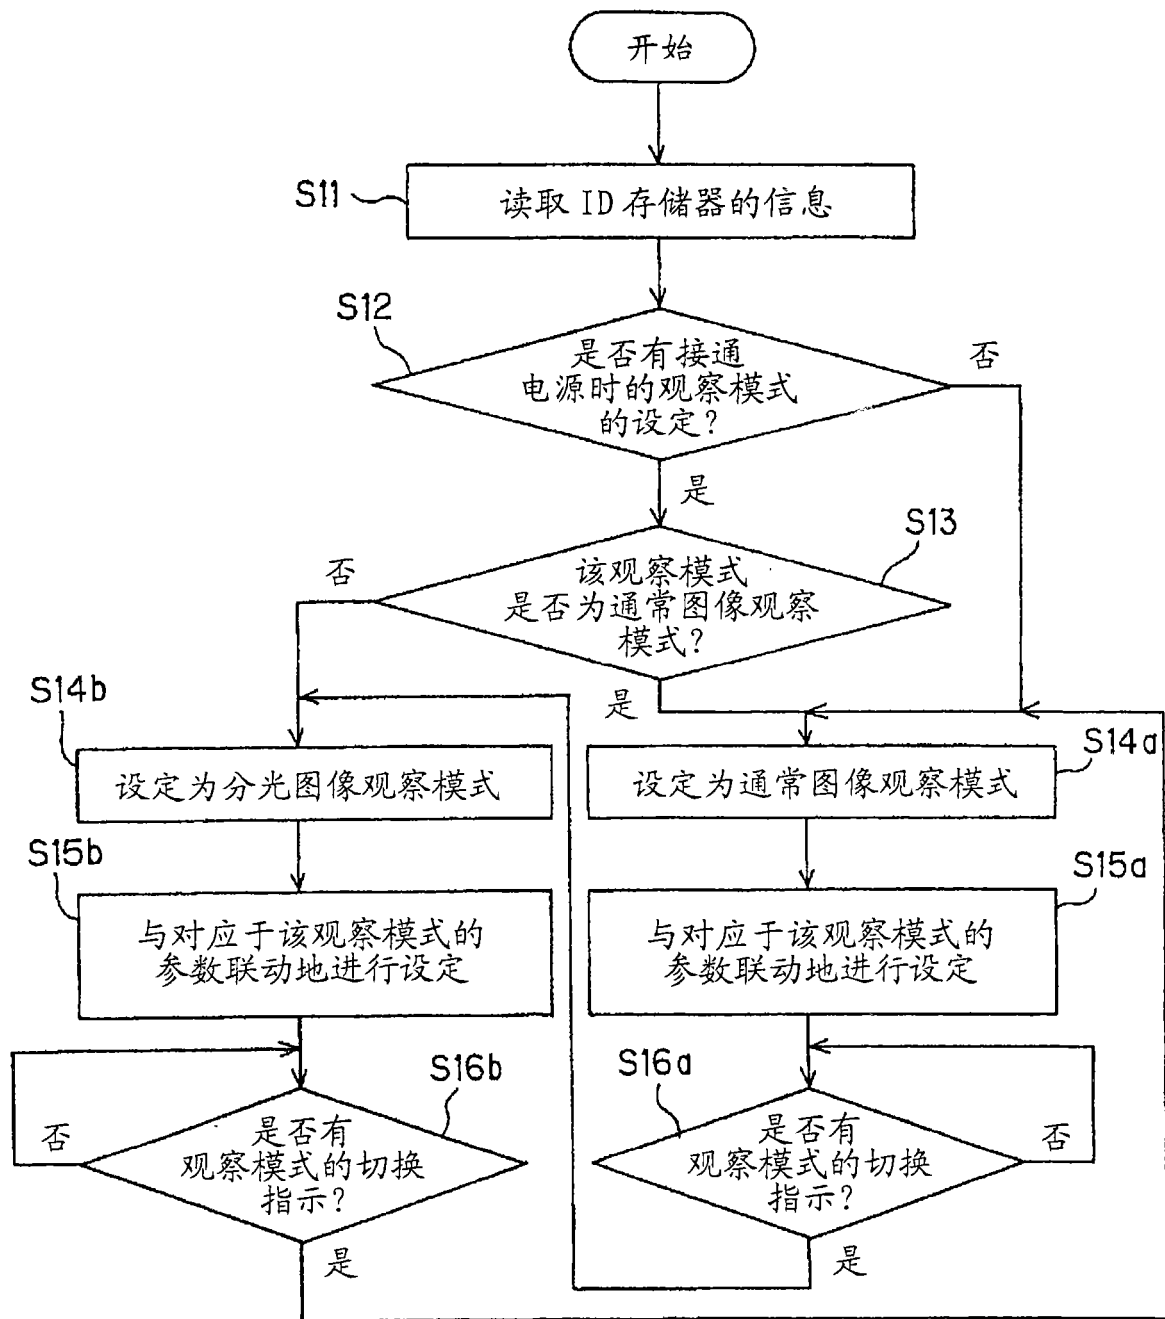 开始
S11
读取 ID 存储器的信息
S12
是否有接通
电源时的观察模式
的设定?
否
是
S13
该观察模式
是否为通常图像观察
模式?
否
是
S14b
设定为分光图像观察模式
S14a
设定为通常图像观察模式
S15b
与对应于该观察模式的
参数联动地进行设定
S15a
与对应于该观察模式的
参数联动地进行设定
S16b
是否有
观察模式的切换
指示?
否
是
S16a
是否有
观察模式的切换
指示?
否
是